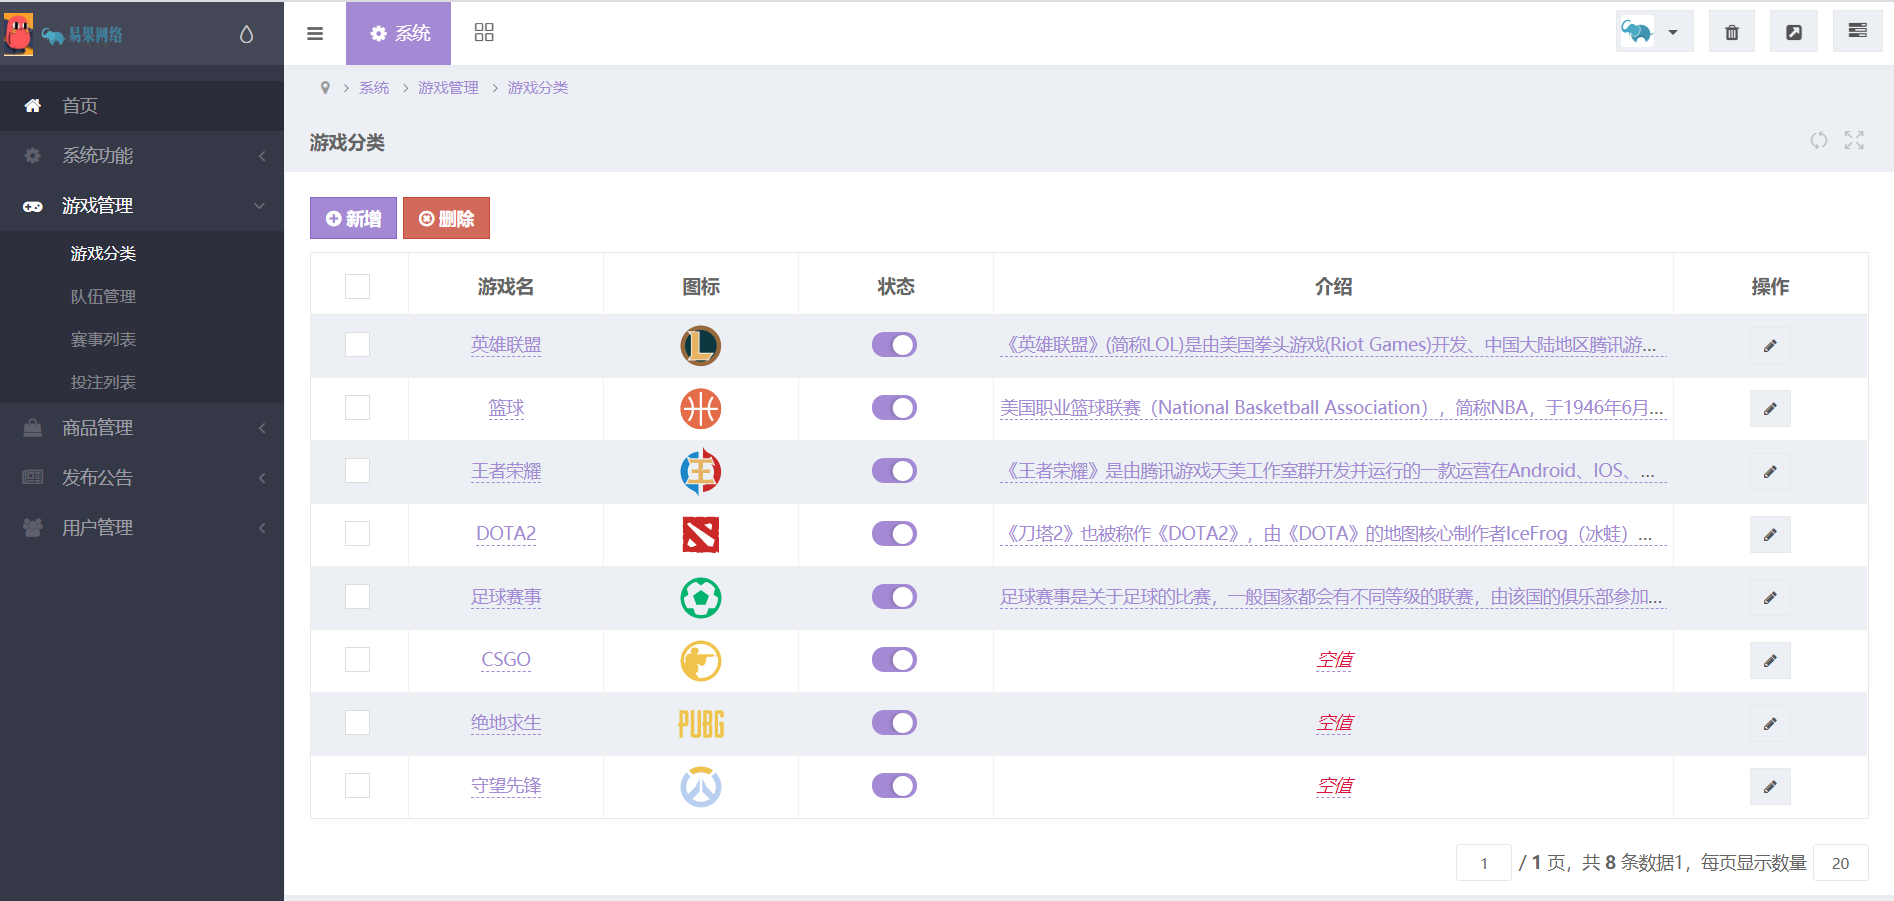 易果网络
系统
首页
系统功能
游戏管理
游戏分类
队伍管理
赛事列表
投注列表
商品管理
发布公告
用户管理
系统 游戏管理 游戏分类
游戏分类
新增 删除
游戏名 图标 状态 介绍 操作
英雄联盟 L 《英雄联盟》(简称LOL)是由美国拳头游戏(Riot Games)开发、中国大陆地区腾讯游...
篮球 美国职业篮球联赛（National Basketball Association），简称NBA，于1946年6月...
王者荣耀 王 《王者荣耀》是由腾讯游戏天美工作室群开发并运行的一款运营在Android、IOS、...
DOTA2 《刀塔2》也被称作《DOTA2》，由《DOTA》的地图核心制作者IceFrog（冰蛙）...
足球赛事 足球赛事是关于足球的比赛，一般国家都会有不同等级的联赛，由该国的俱乐部参加...
CSGO 空值
绝地求生 PUBG 空值
守望先锋 空值
1 / 1 页，共 8 条数据1，每页显示数量 20